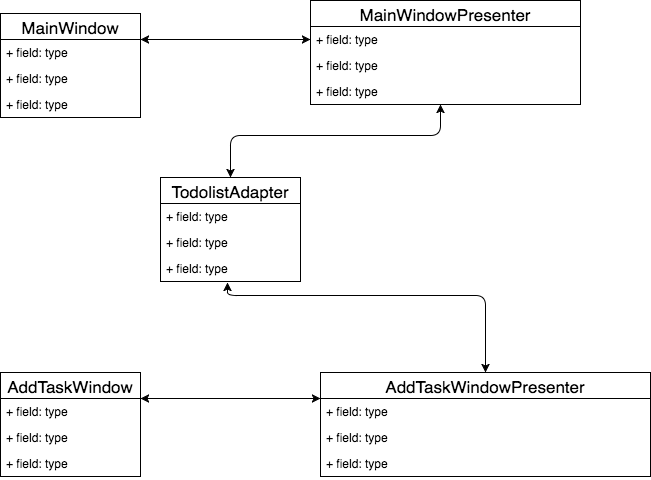 MainWindow
+ field: type
+ field: type
+ field: type
MainWindowPresenter
+ field: type
+ field: type
+ field: type
TodolistAdapter
+ field: type
+ field: type
+ field: type
AddTaskWindow
+ field: type
+ field: type
+ field: type
AddTaskWindowPresenter
+ field: type
+ field: type
+ field: type